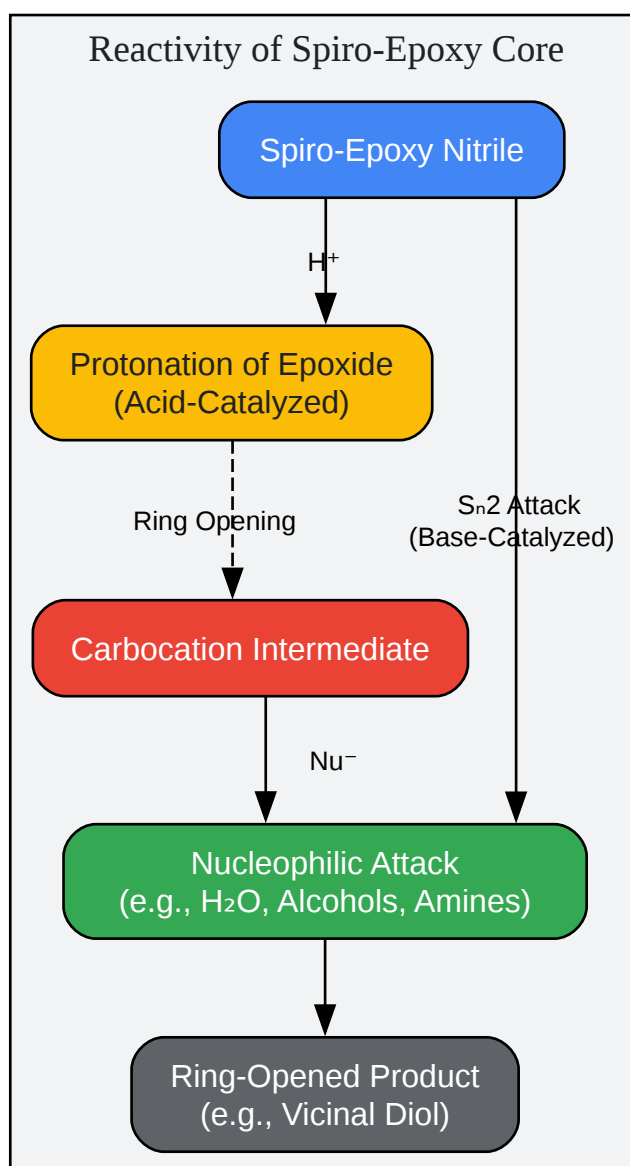 Reactivity of Spiro-Epoxy Core
Spiro-Epoxy Nitrile
H⁺
Protonation of Epoxide
(Acid-Catalyzed)
Ring Opening
Sₙ2 Attack
(Base-Catalyzed)
Carbocation Intermediate
Nu⁻
Nucleophilic Attack
(e.g., H₂O, Alcohols, Amines)
Ring-Opened Product
(e.g., Vicinal Diol)